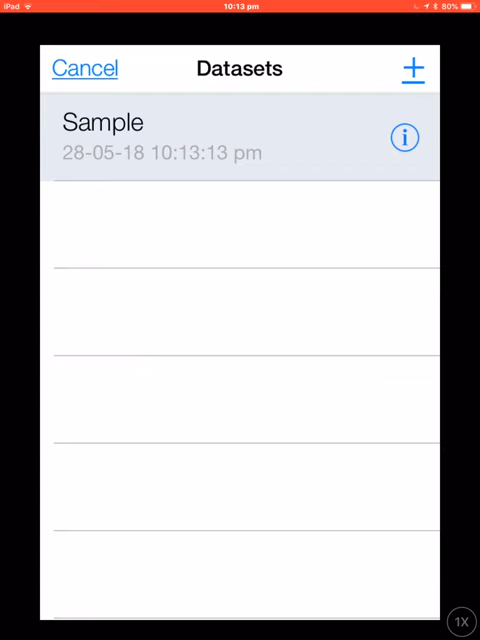 iPad 10:13 pm 80%
Cancel Datasets +
Sample
28-05-18 10:13:13 pm
i
1X